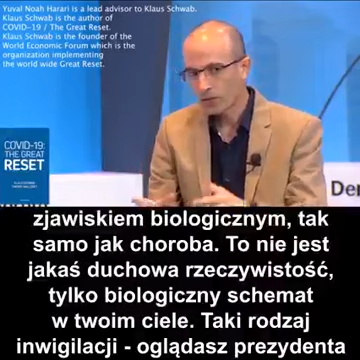 Yuval Noah Harari is a lead advisor to Klaus Schwab.
Klaus Schwab is the author of
COVID-19 / The Great Reset.
Klaus Schwab is the founder of the
World Economic Forum which is the
organization implementing
the world wide Great Reset.
COVID-19:
THE GREAT
RESET
Der
zjawiskiem biologicznym, tak
samo jak choroba. To nie jest
jakaś duchowa rzeczywistość,
tylko biologiczny schemat
w twoim ciele. Taki rodzaj
inwigilacji - oglądasz prezydenta